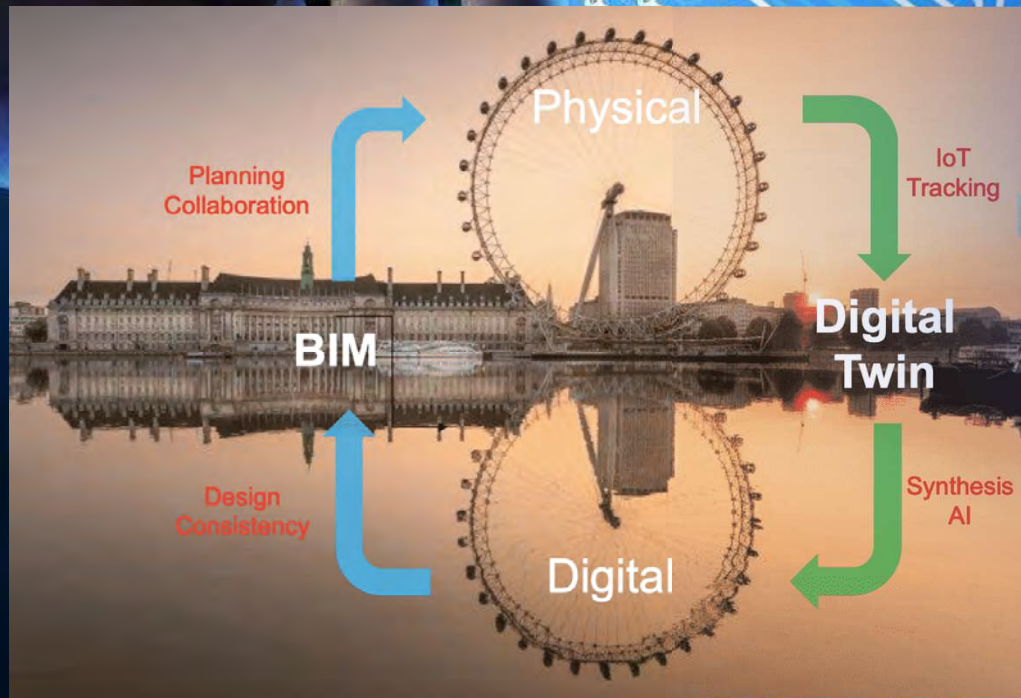 Physical
Planning
Collaboration
IoT
Tracking
BIM
Digital
Twin
Design
Consistency
Synthesis
AI
Digital